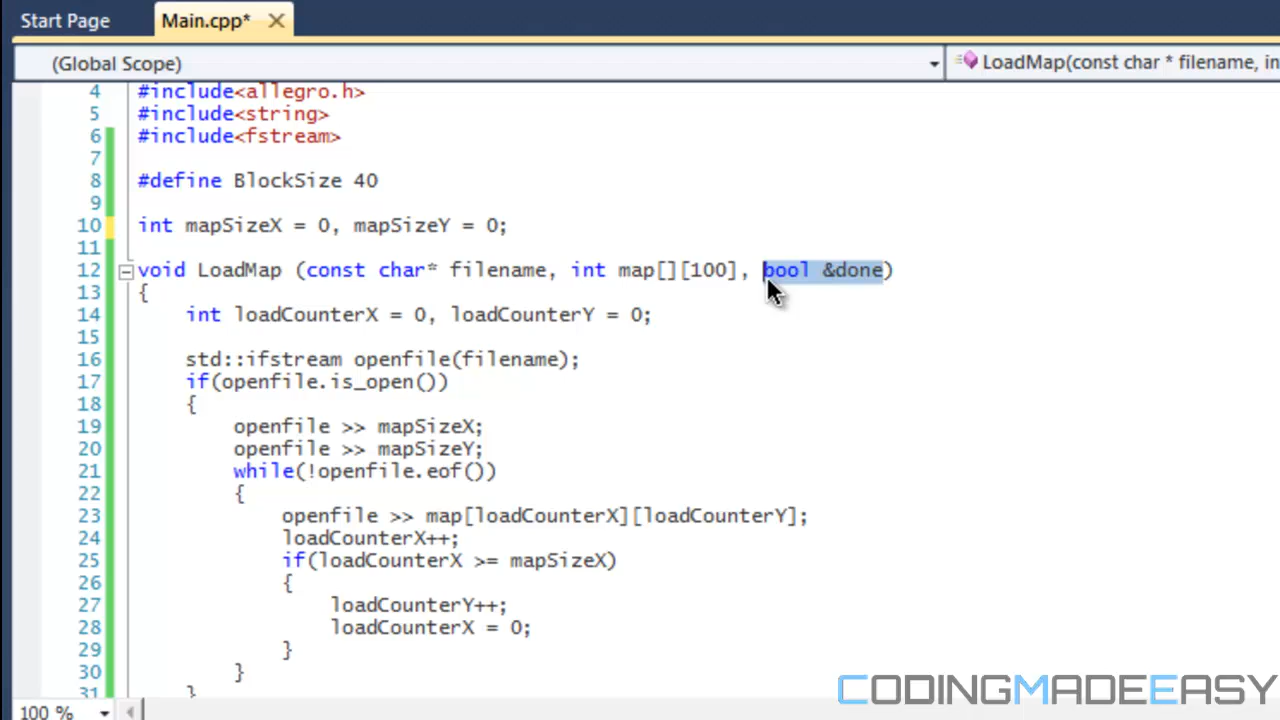 Start Page
Main.cpp*
(Global Scope)
LoadMap(const char * filename, in
4 #include<allegro.h>
5 #include<string>
6 #include<fstream>
7
8 #define BlockSize 40
9
10 int mapSizeX = 0, mapSizeY = 0;
11
12 void LoadMap (const char* filename, int map[][100], bool &done)
13 {
14 int loadCounterX = 0, loadCounterY = 0;
15
16 std::ifstream openfile(filename);
17 if(openfile.is_open())
18 {
19 openfile >> mapSizeX;
20 openfile >> mapSizeY;
21 while(!openfile.eof())
22 {
23 openfile >> map[loadCounterX][loadCounterY];
24 loadCounterX++;
25 if(loadCounterX >= mapSizeX)
26 {
27 loadCounterY++;
28 loadCounterX = 0;
29 }
30 }
31 }
CODINGMADEEASY
100 %